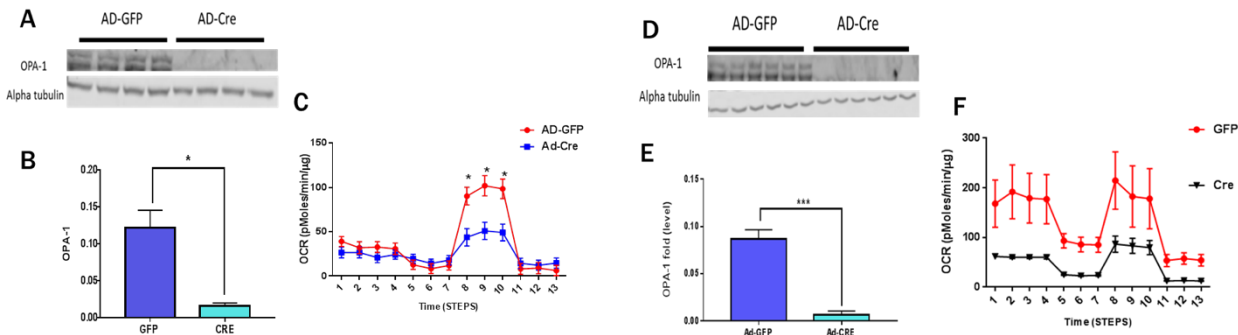 A
AD-GFP AD-Cre
OPA-1
Alpha tubulin
B
*
OPA-1
0.20
0.15
0.10
0.05
0.00
GFP CRE
C
AD-GFP
Ad-Cre
OCR (pMoles/min/µg)
150
100
50
0
* * *
1 2 3 4 5 6 7 8 9 10 11 12 13
Time (STEPS)
D
AD-GFP AD-Cre
OPA-1
Alpha tubulin
E
***
OPA-1 fold (level)
0.15
0.10
0.05
0.00
Ad-GFP Ad-CRE
F
GFP
Cre
OCR (pMoles/min/µg)
300
200
100
0
1 2 3 4 5 6 7 8 9 10 11 12 13
Time (STEPS)